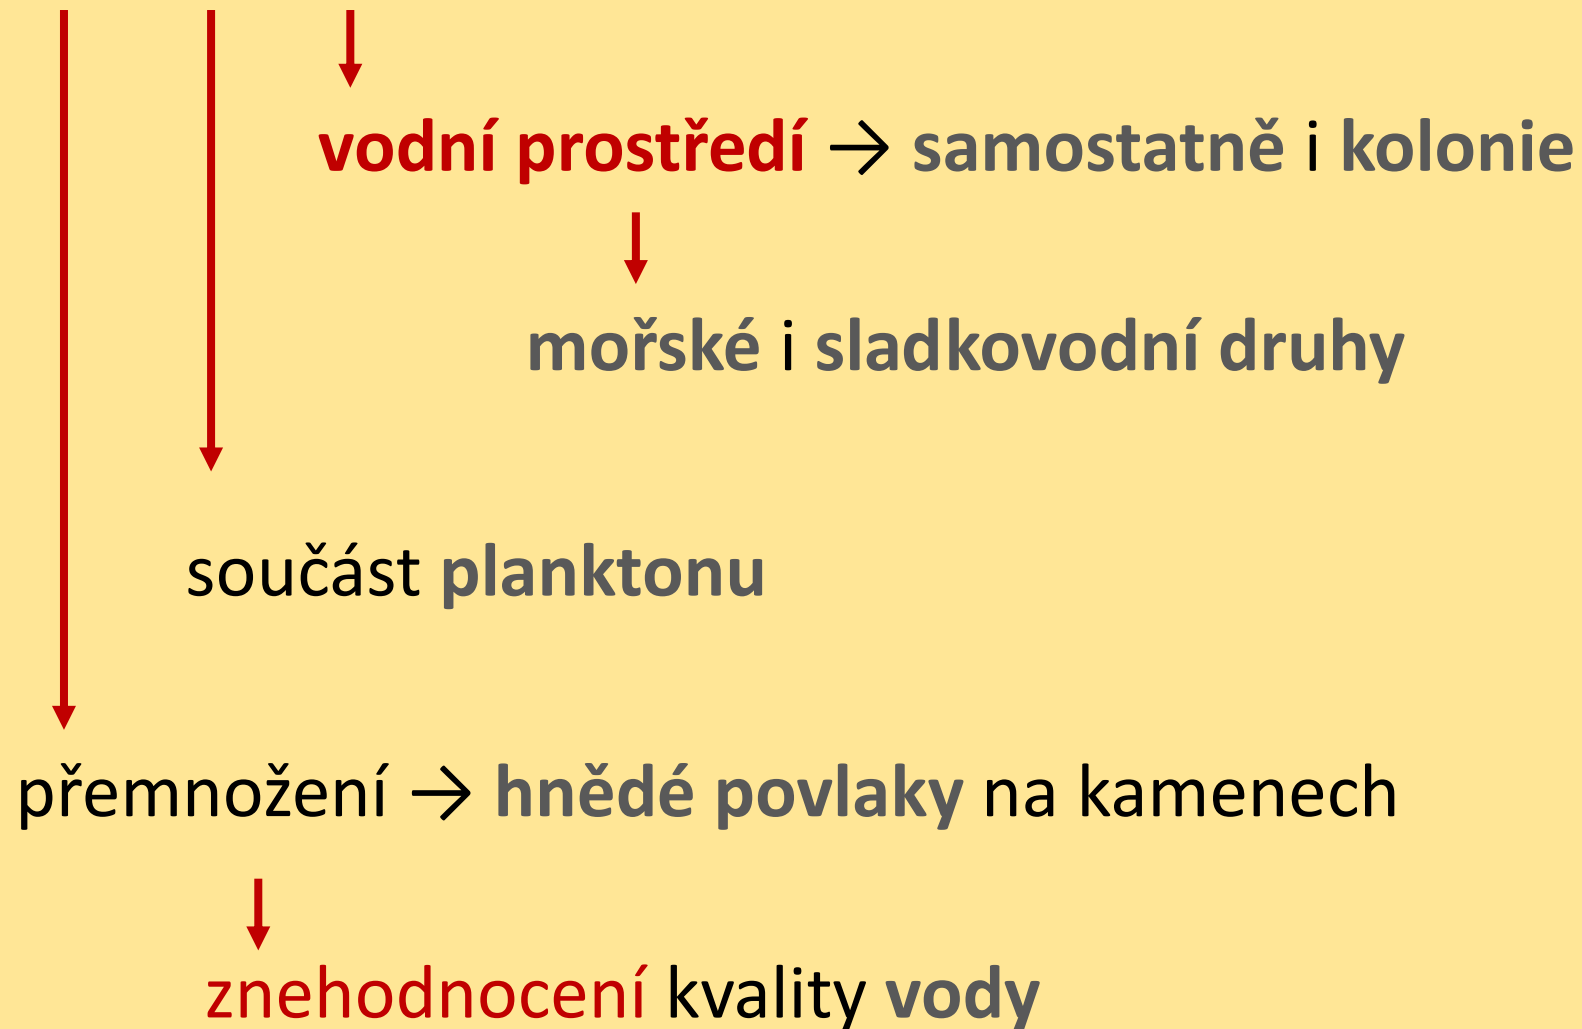 vodní prostředí → samostatně i kolonie
mořské i sladkovodní druhy
součást planktonu
přemnožení → hnědé povlaky na kamenech
znehodnocení kvality vody